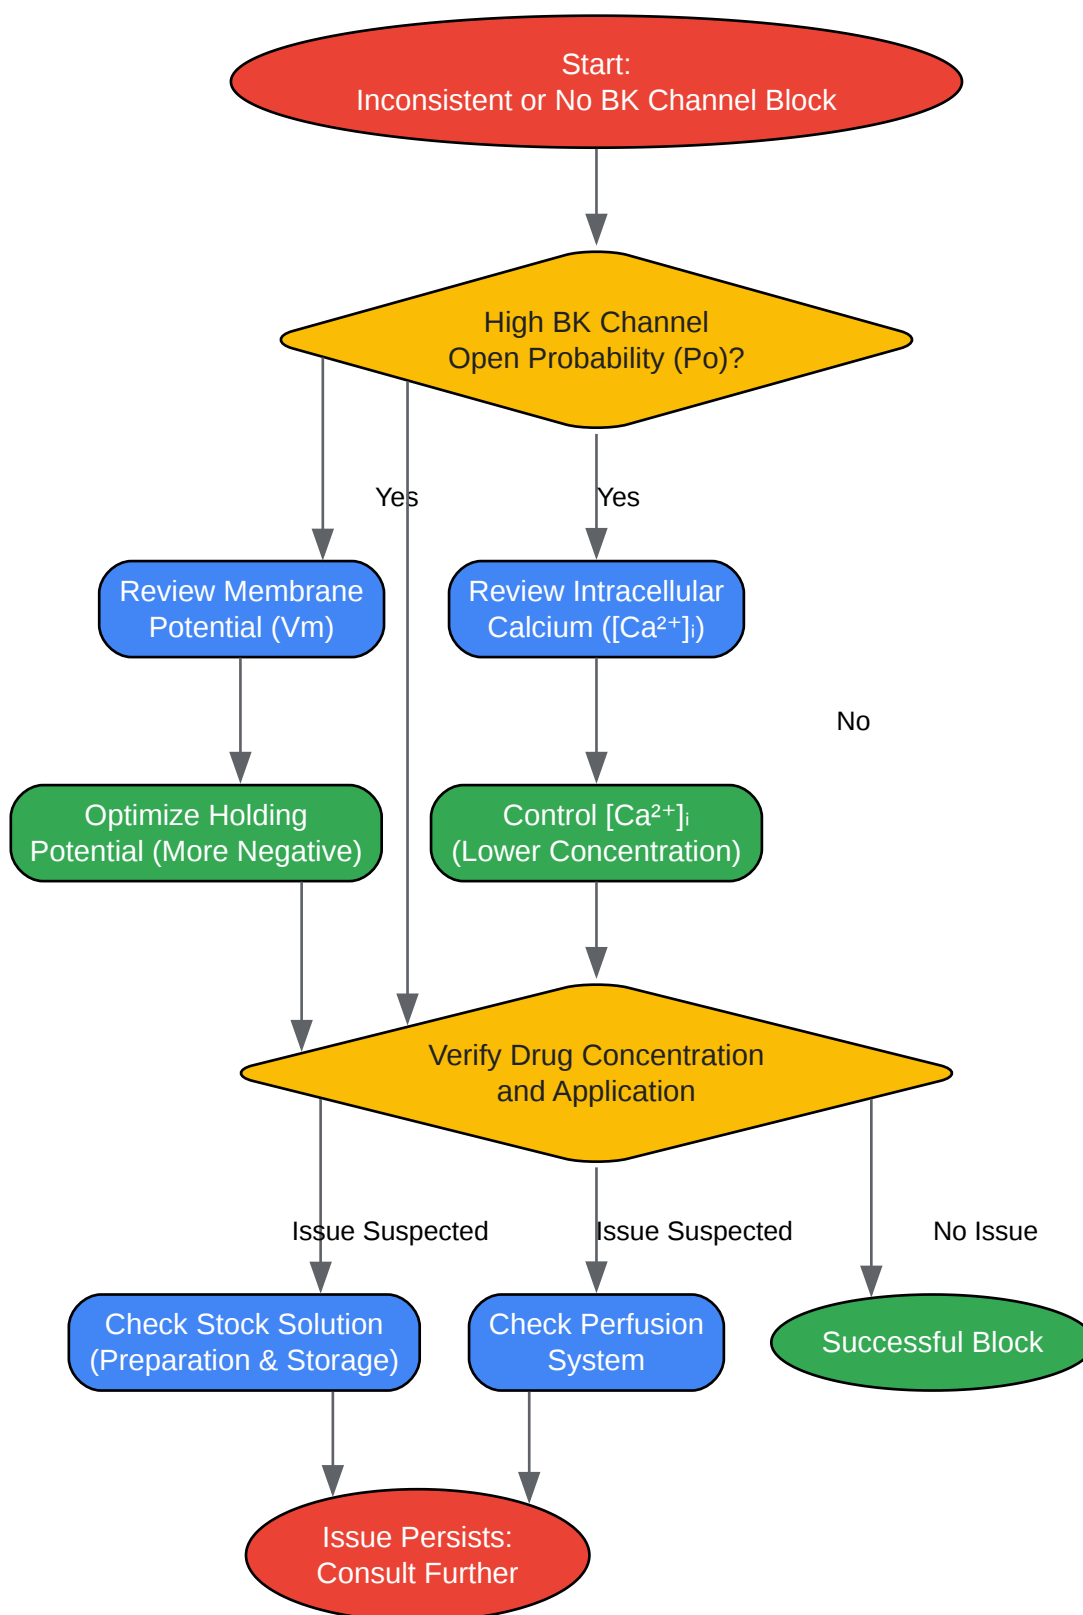 Start:
Inconsistent or No BK Channel Block
High BK Channel
Open Probability (Po)?
Yes
Yes
Review Membrane
Potential (Vm)
Review Intracellular
Calcium ([Ca²⁺]ᵢ)
No
Optimize Holding
Potential (More Negative)
Control [Ca²⁺]ᵢ
(Lower Concentration)
Verify Drug Concentration
and Application
Issue Suspected
Issue Suspected
No Issue
Check Stock Solution
(Preparation & Storage)
Check Perfusion
System
Successful Block
Issue Persists:
Consult Further